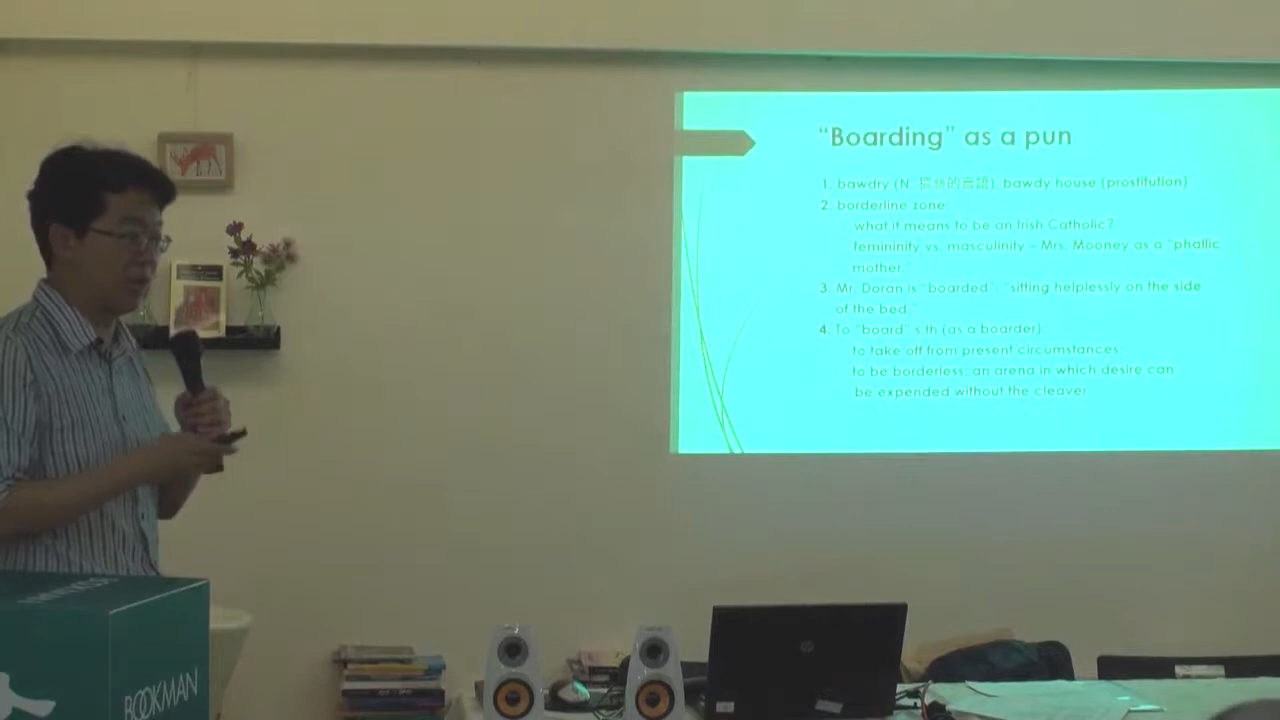 “Boarding” as a pun
1. bawdry (N. 猥褻的言語), bawdy house (prostitution)
2. borderline zone:
what it means to be an Irish Catholic?
femininity vs. masculinity – Mrs. Mooney as a “phallic
mother.”
3. Mr. Doran is “boarded”: “sitting helplessly on the side
of the bed.”
4. To “board” s.th (as a boarder):
to take off from present circumstances
to be borderless: an arena in which desire can
be expended without the cleaver
BOOKMAN
hp